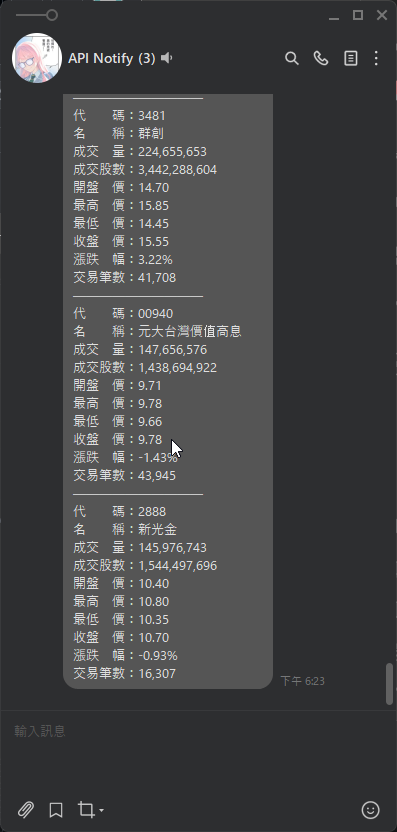 API Notify (3)
代　　碼：3481
名　　稱：群創
成交　量：224,655,653
成交股數：3,442,288,604
開盤　價：14.70
最高　價：15.85
最低　價：14.45
收盤　價：15.55
漲跌　幅：3.22%
交易筆數：41,708
代　　碼：00940
名　　稱：元大台灣價值高息
成交　量：147,656,576
成交股數：1,438,694,922
開盤　價：9.71
最高　價：9.78
最低　價：9.66
收盤　價：9.78
漲跌　幅：-1.43%
交易筆數：43,945
代　　碼：2888
名　　稱：新光金
成交　量：145,976,743
成交股數：1,544,497,696
開盤　價：10.40
最高　價：10.80
最低　價：10.35
收盤　價：10.70
漲跌　幅：-0.93%
交易筆數：16,307
下午 6:23
輸入訊息